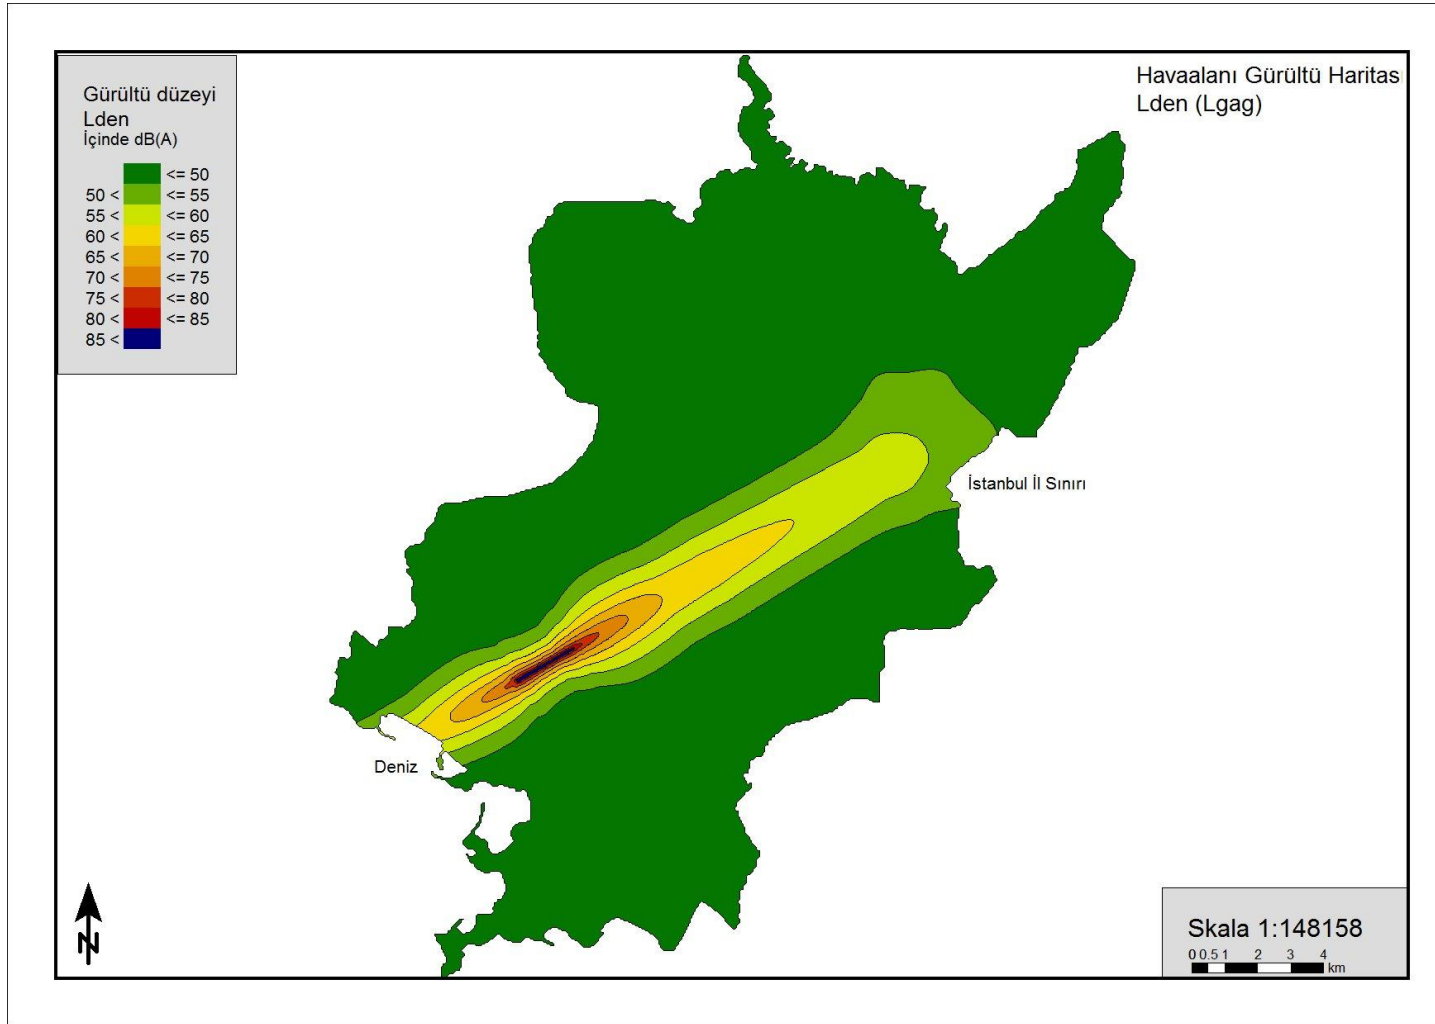 Gürültü düzeyi
Lden
İçinde dB(A)
<= 50
50 < <= 55
55 < <= 60
60 < <= 65
65 < <= 70
70 < <= 75
75 < <= 80
80 < <= 85
85 <
Havaalanı Gürültü Haritası
Lden (Lgag)
İstanbul İl Sınırı
Deniz
N
Skala 1:148158
0 0.5 1 2 3 4
km